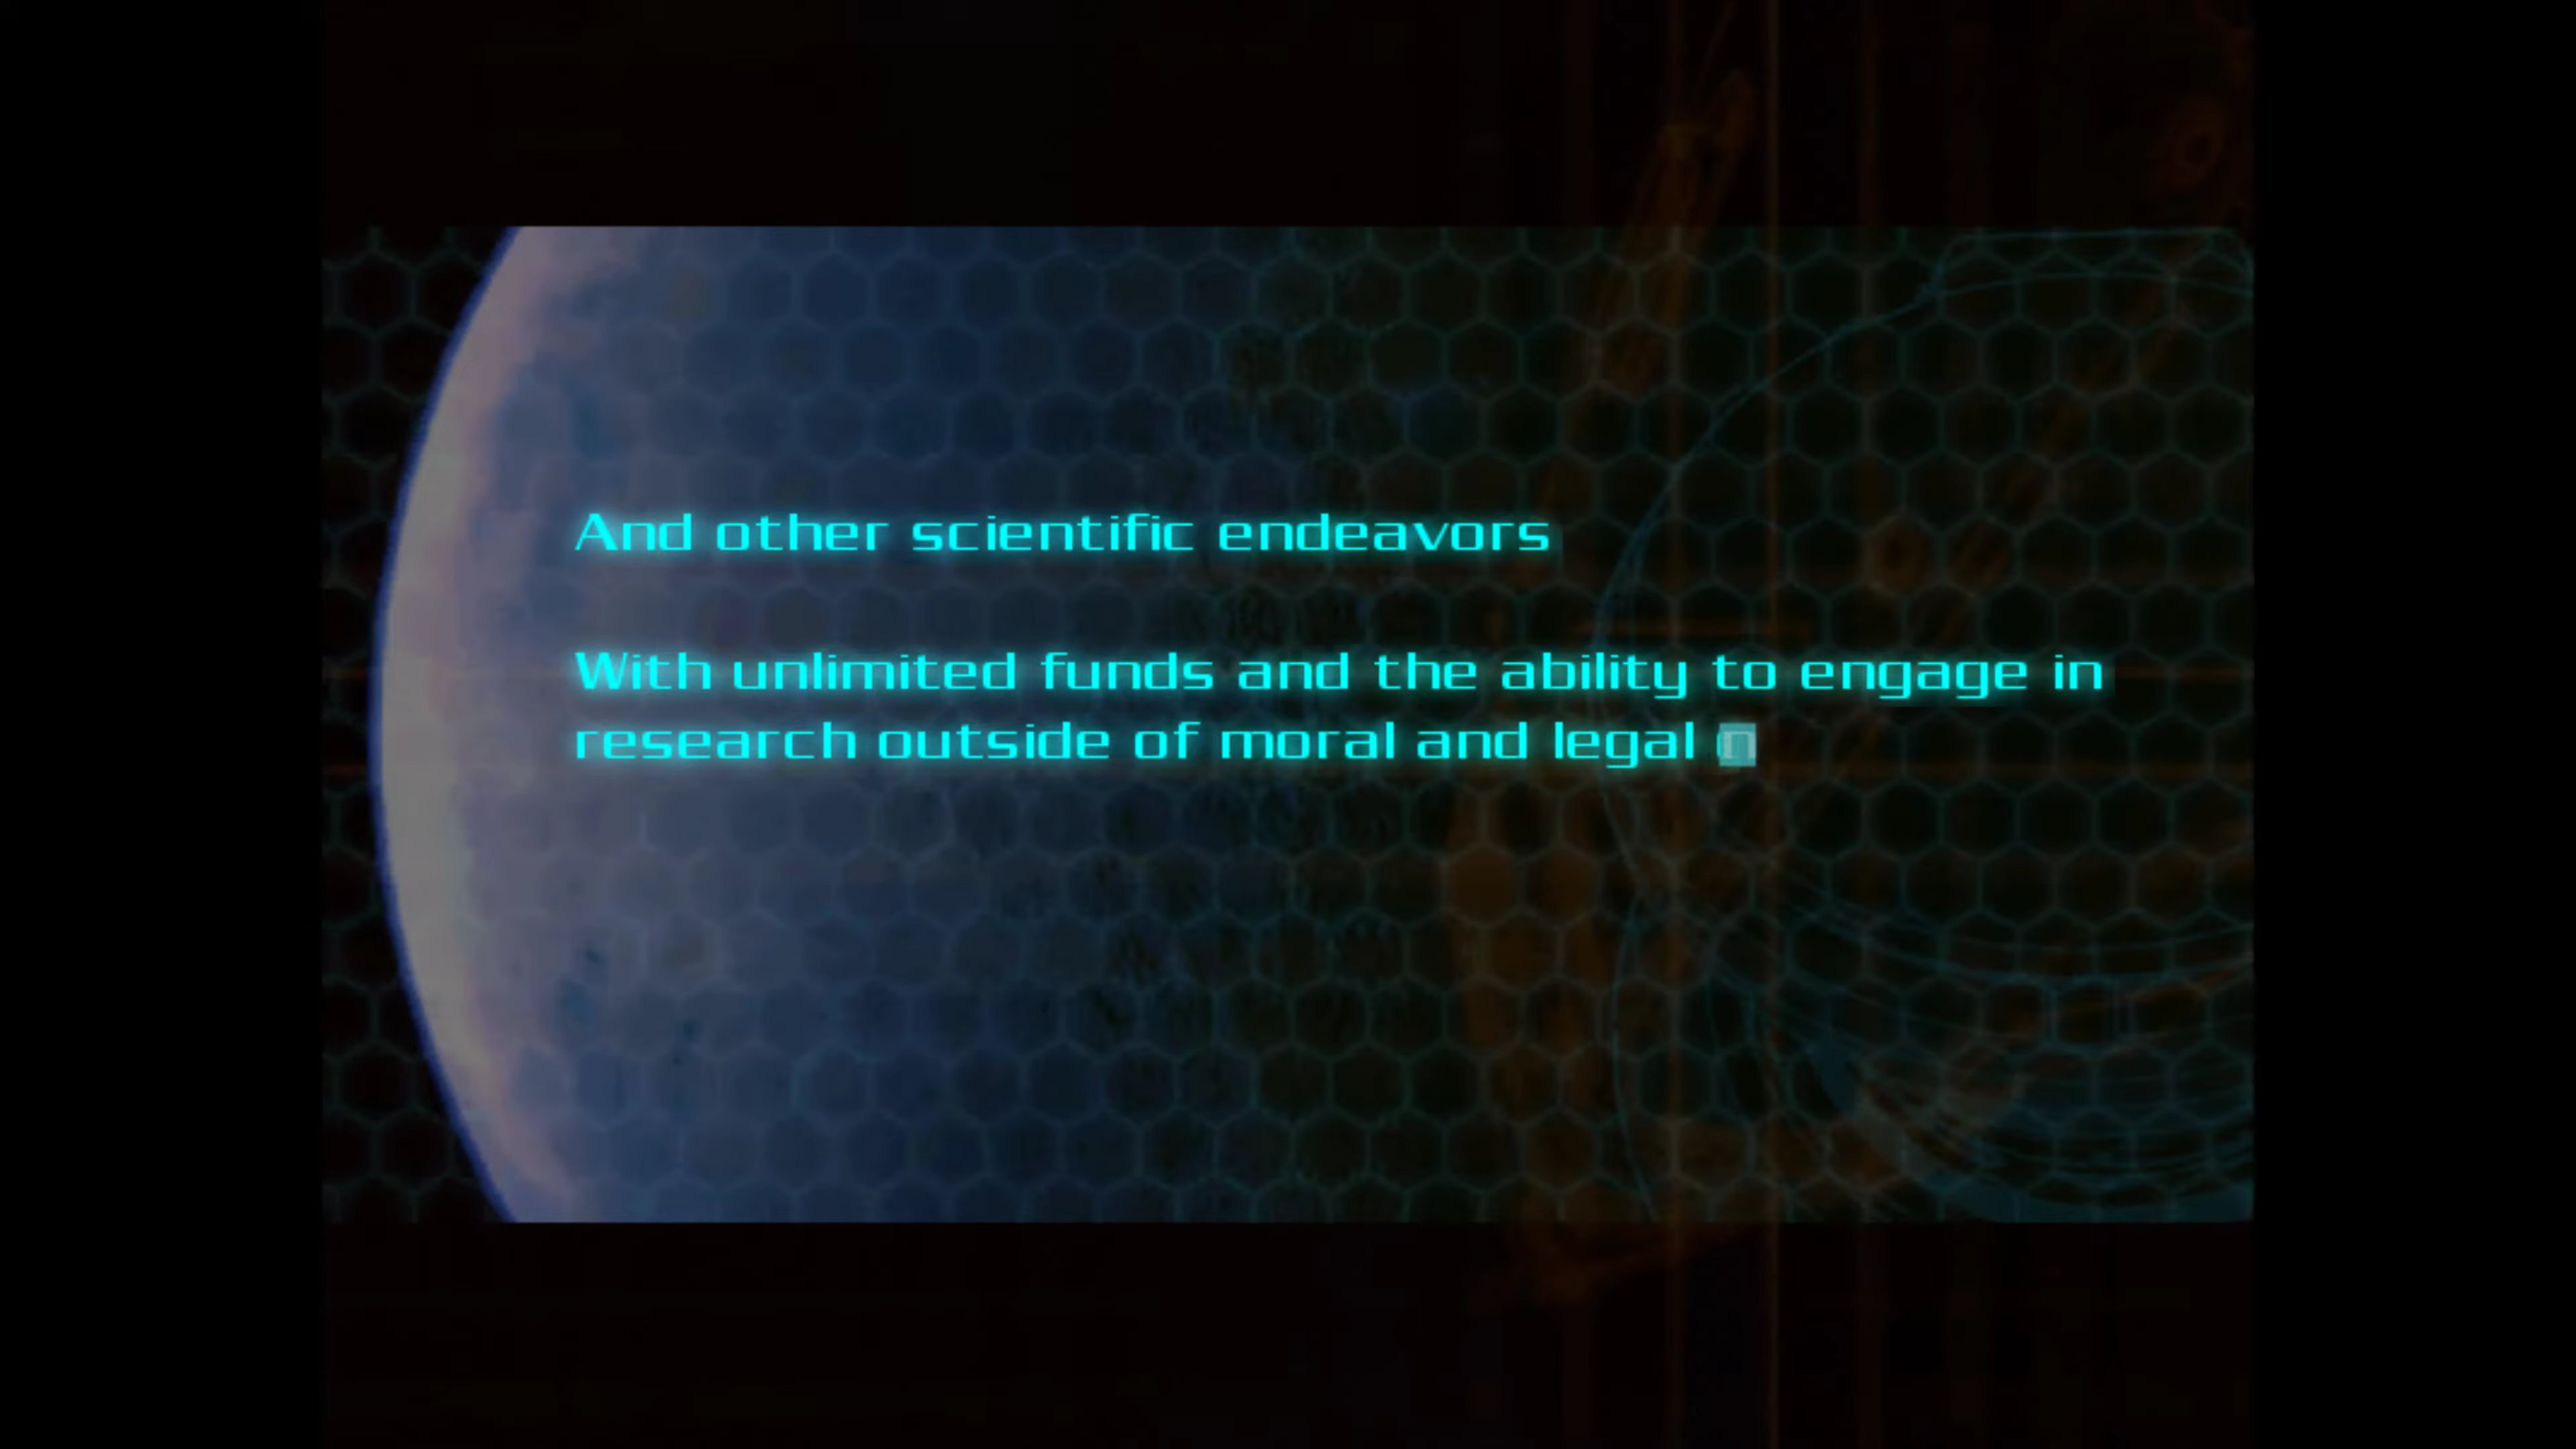 And other scientific endeavors
With unlimited funds and the ability to engage in
research outside of moral and legal